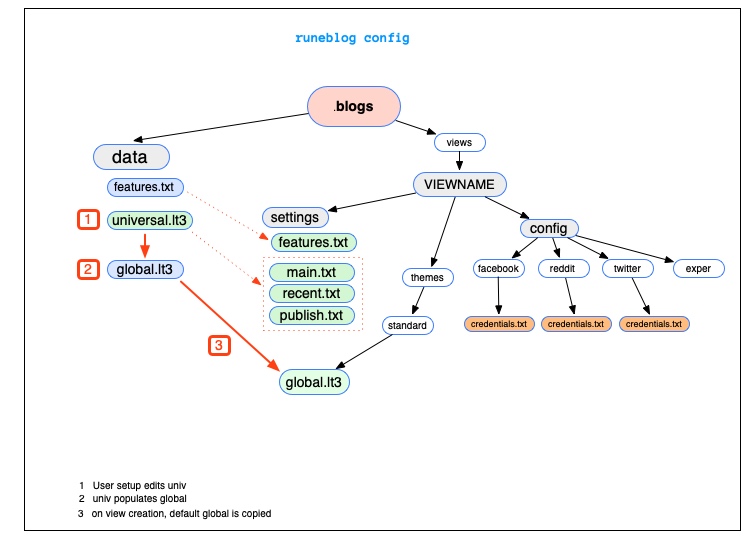 runeblog config
.blogs
data
views
features.txt
VIEWNAME
1
universal.lt3
settings
config
features.txt
2
global.lt3
main.txt
themes
facebook
reddit
twitter
exper
recent.txt
publish.txt
standard
credentials.txt
credentials.txt
credentials.txt
3
global.lt3
1 User setup edits univ
2 univ populates global
3 on view creation, default global is copied